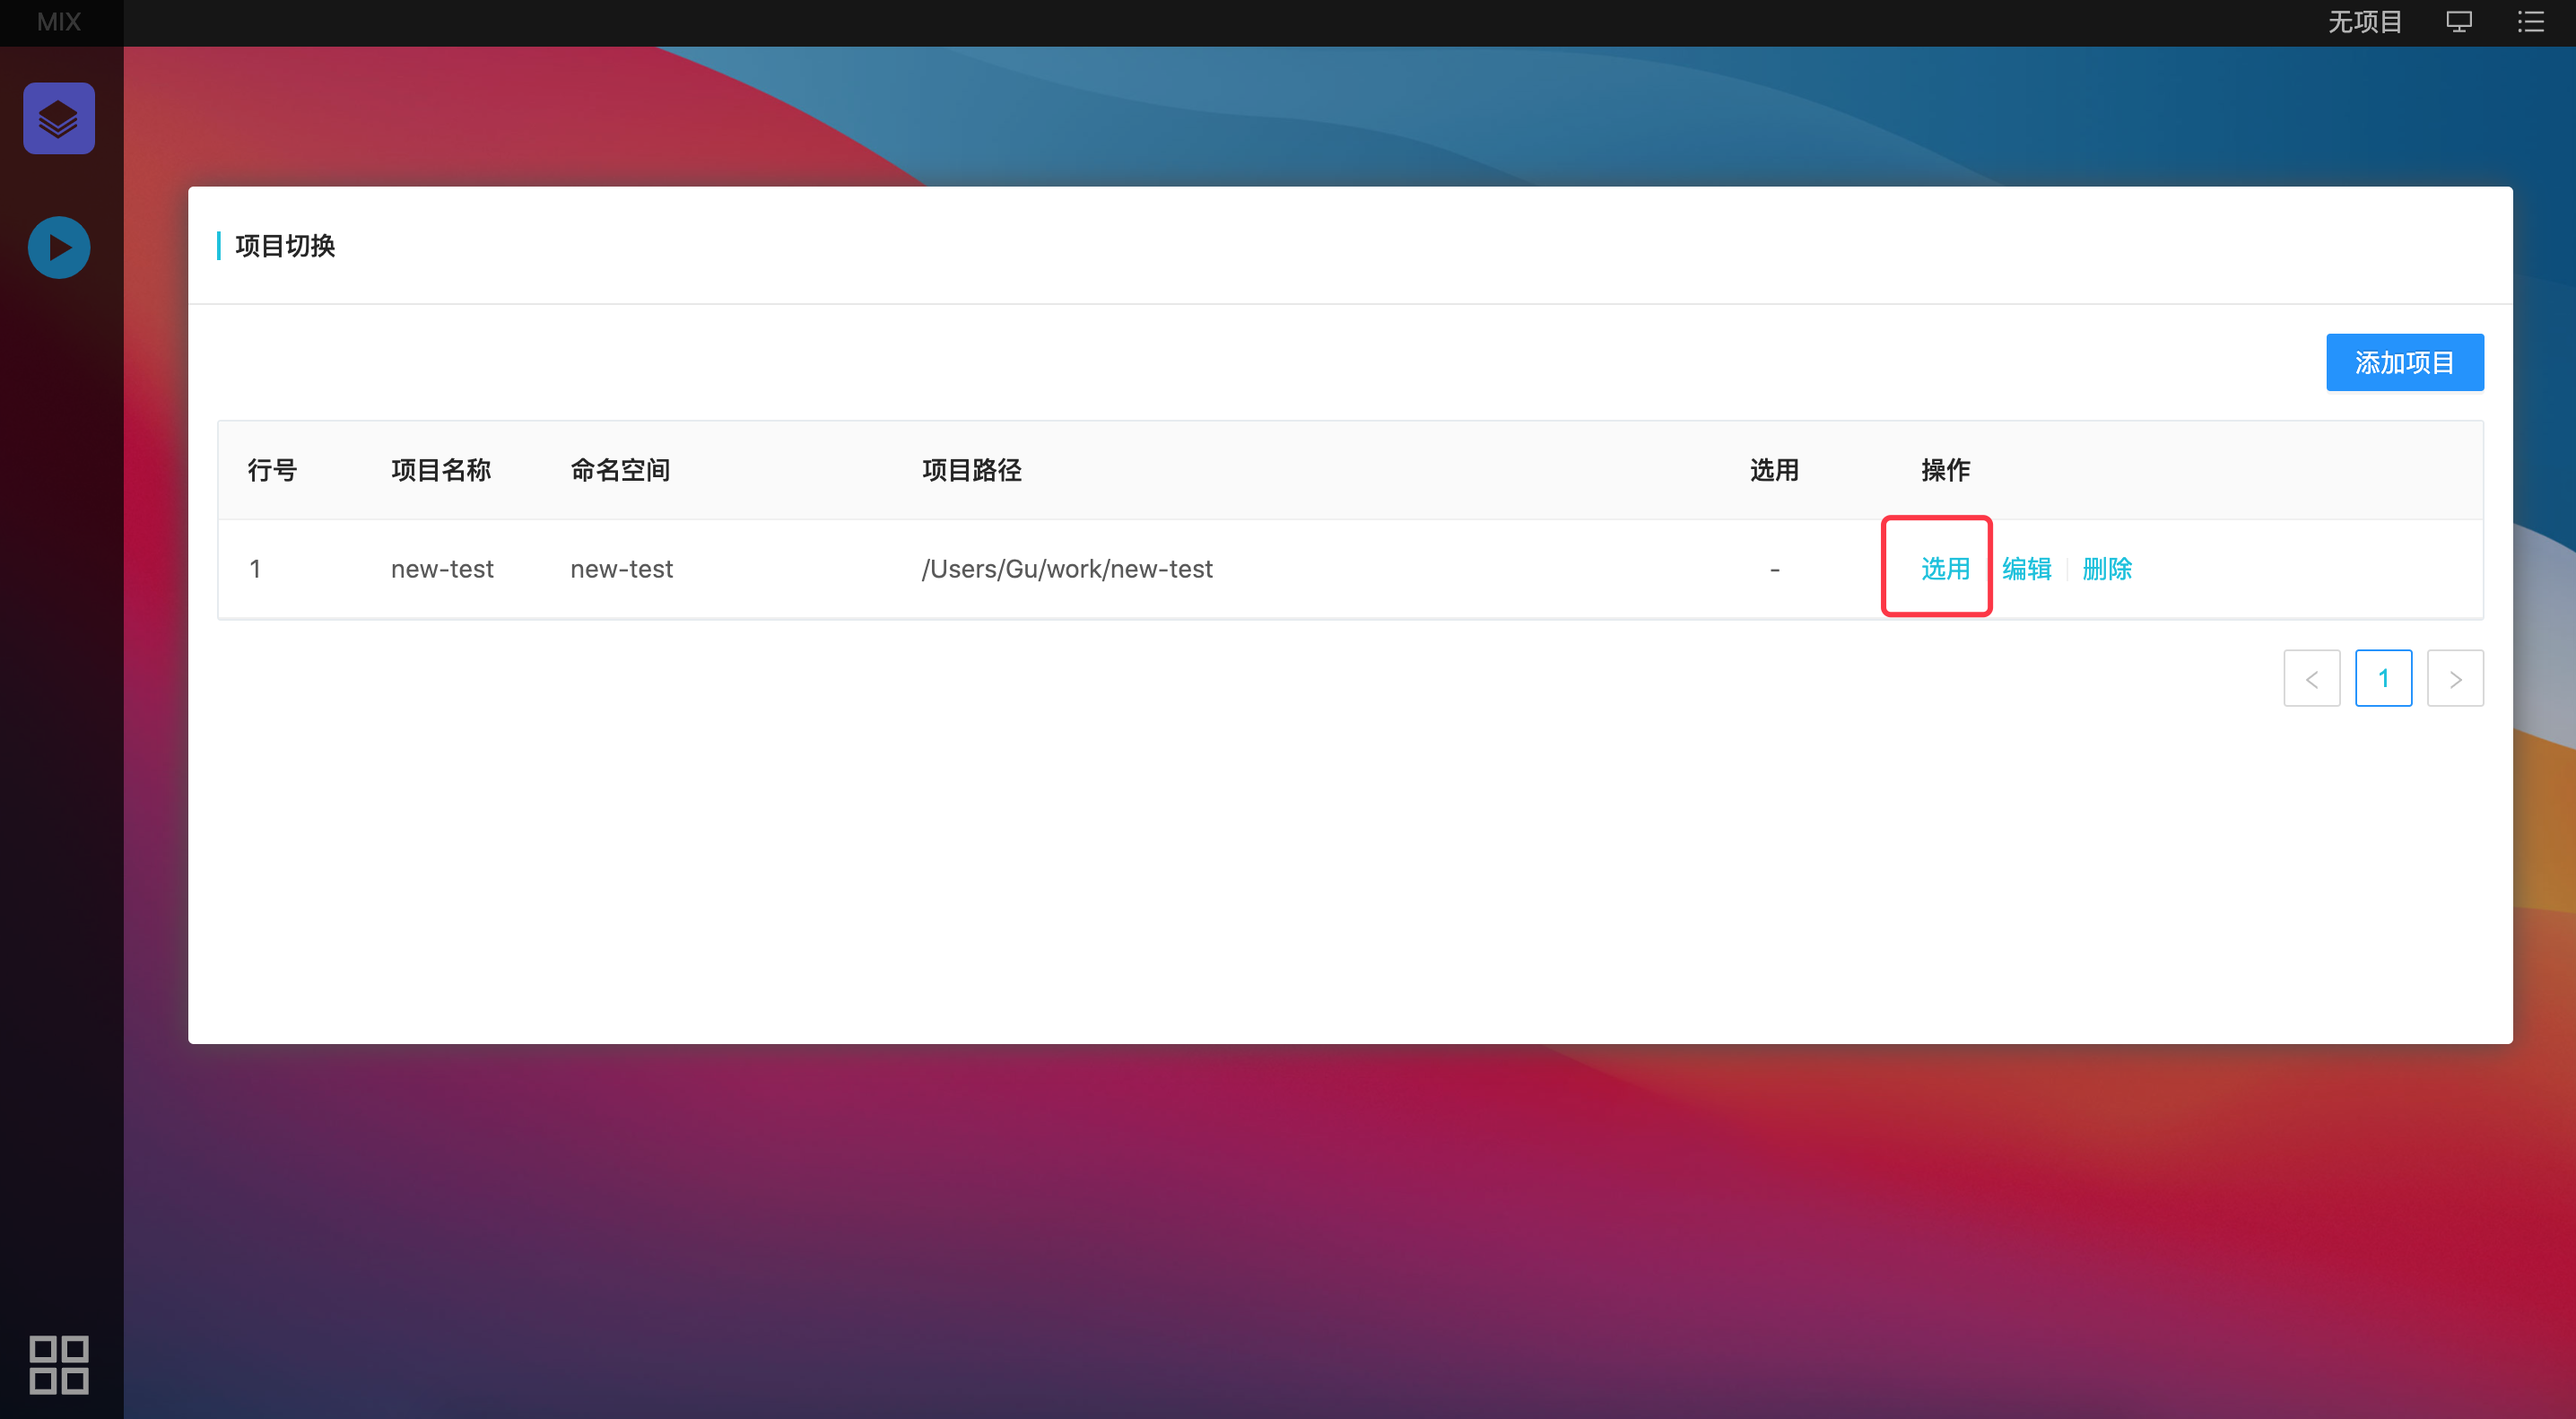 MIX
无项目
项目切换
添加项目
行号 项目名称 命名空间 项目路径 选用 操作
1 new-test new-test /Users/Gu/work/new-test - 选用 编辑 删除
< 1 >